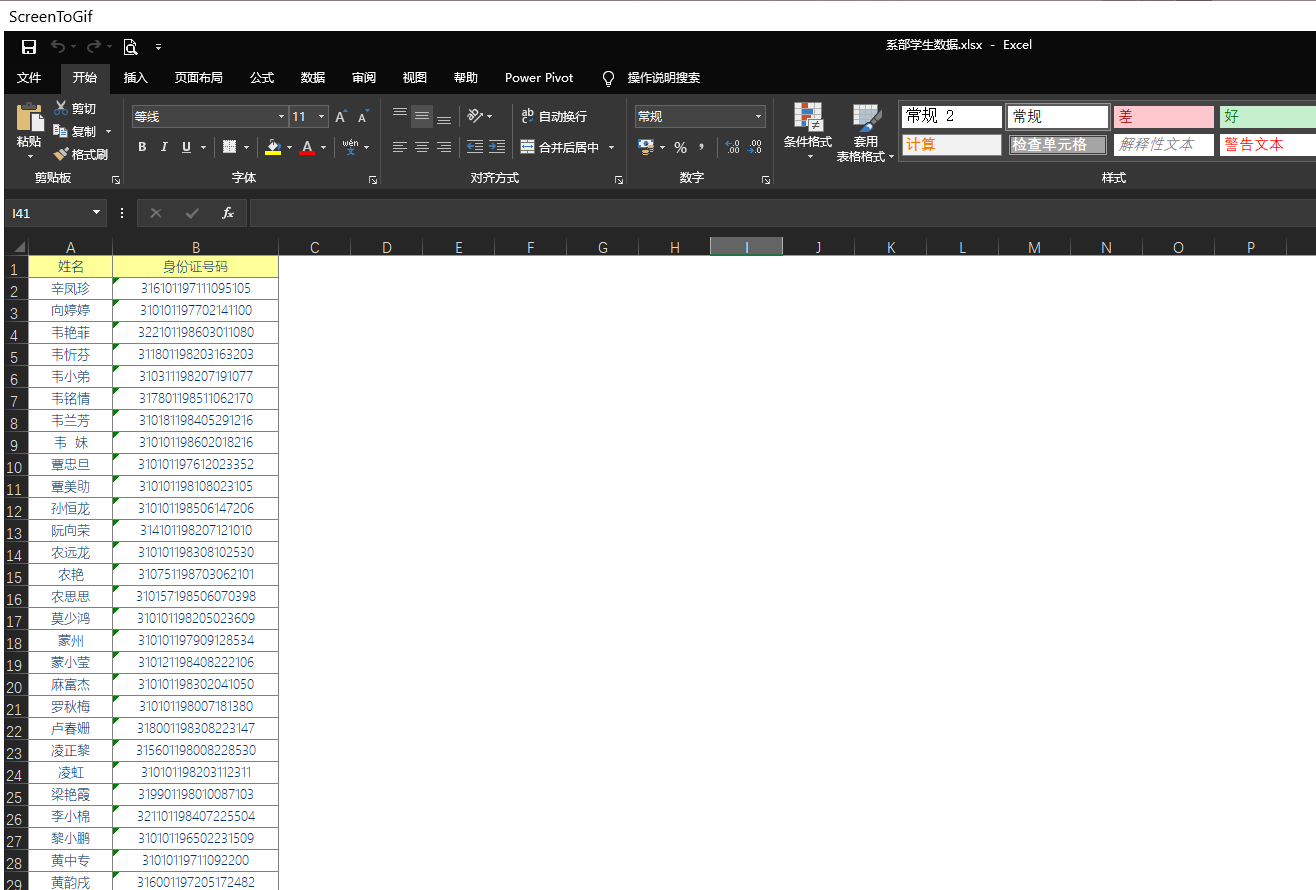 ScreenToGif
系部学生数据.xlsx - Excel
文件 开始 插入 页面布局 公式 数据 审阅 视图 帮助 Power Pivot 操作说明搜索
粘贴 剪切 复制 格式刷 剪贴板
等线 11 A A B I U A wén 文 字体
ab 自动换行 合并后居中 对齐方式
常规 % , .00 .00 数字
条件格式 套用 表格格式
常规 2 常规 差 好
计算 检查单元格 解释性文本 警告文本
样式
I41 fx
A B C D E F G H I J K L M N O P
1 姓名 身份证号码
2 辛凤珍 316101197111095105
3 向婷婷 310101197702141100
4 韦艳菲 322101198603011080
5 韦忻芬 311801198203163203
6 韦小弟 310311198207191077
7 韦铭情 317801198511062170
8 韦兰芳 310181198405291216
9 韦 妹 310101198602018216
10 覃忠旦 310101197612023352
11 覃美助 310101198108023105
12 孙恒龙 310101198506147206
13 阮向荣 314101198207121010
14 农远龙 310101198308102530
15 农艳 310751198703062101
16 农思思 310157198506070398
17 莫少鸿 310101198205023609
18 蒙州 310101197909128534
19 蒙小莹 310121198408222106
20 麻富杰 310101198302041050
21 罗秋梅 310101198007181380
22 卢春姗 318001198308223147
23 凌正黎 315601198008228530
24 凌虹 310101198203112311
25 梁艳霞 319901198010087103
26 李小棉 321101198407225504
27 黎小鹏 310101196502231509
28 黄中专 31010119711092200
29 黄韵戌 316001197205172482